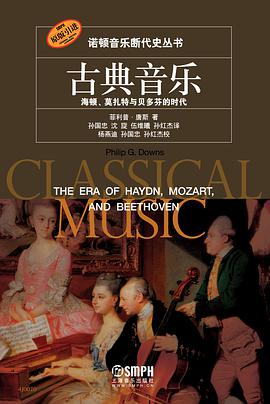 原版引进
诺顿音乐断代史丛书
古典音乐
海顿、莫扎特与贝多芬的时代
菲利普·唐斯 著
孙国忠 沈 旋 伍维曦 孙红杰译
杨燕迪 孙国忠 孙红杰校
Philip G. Downs
CLASSICAL
THE ERA OF HAYDN, MOZART,
AND BEETHOVEN
MUSIC
SMPH
上海音乐出版社